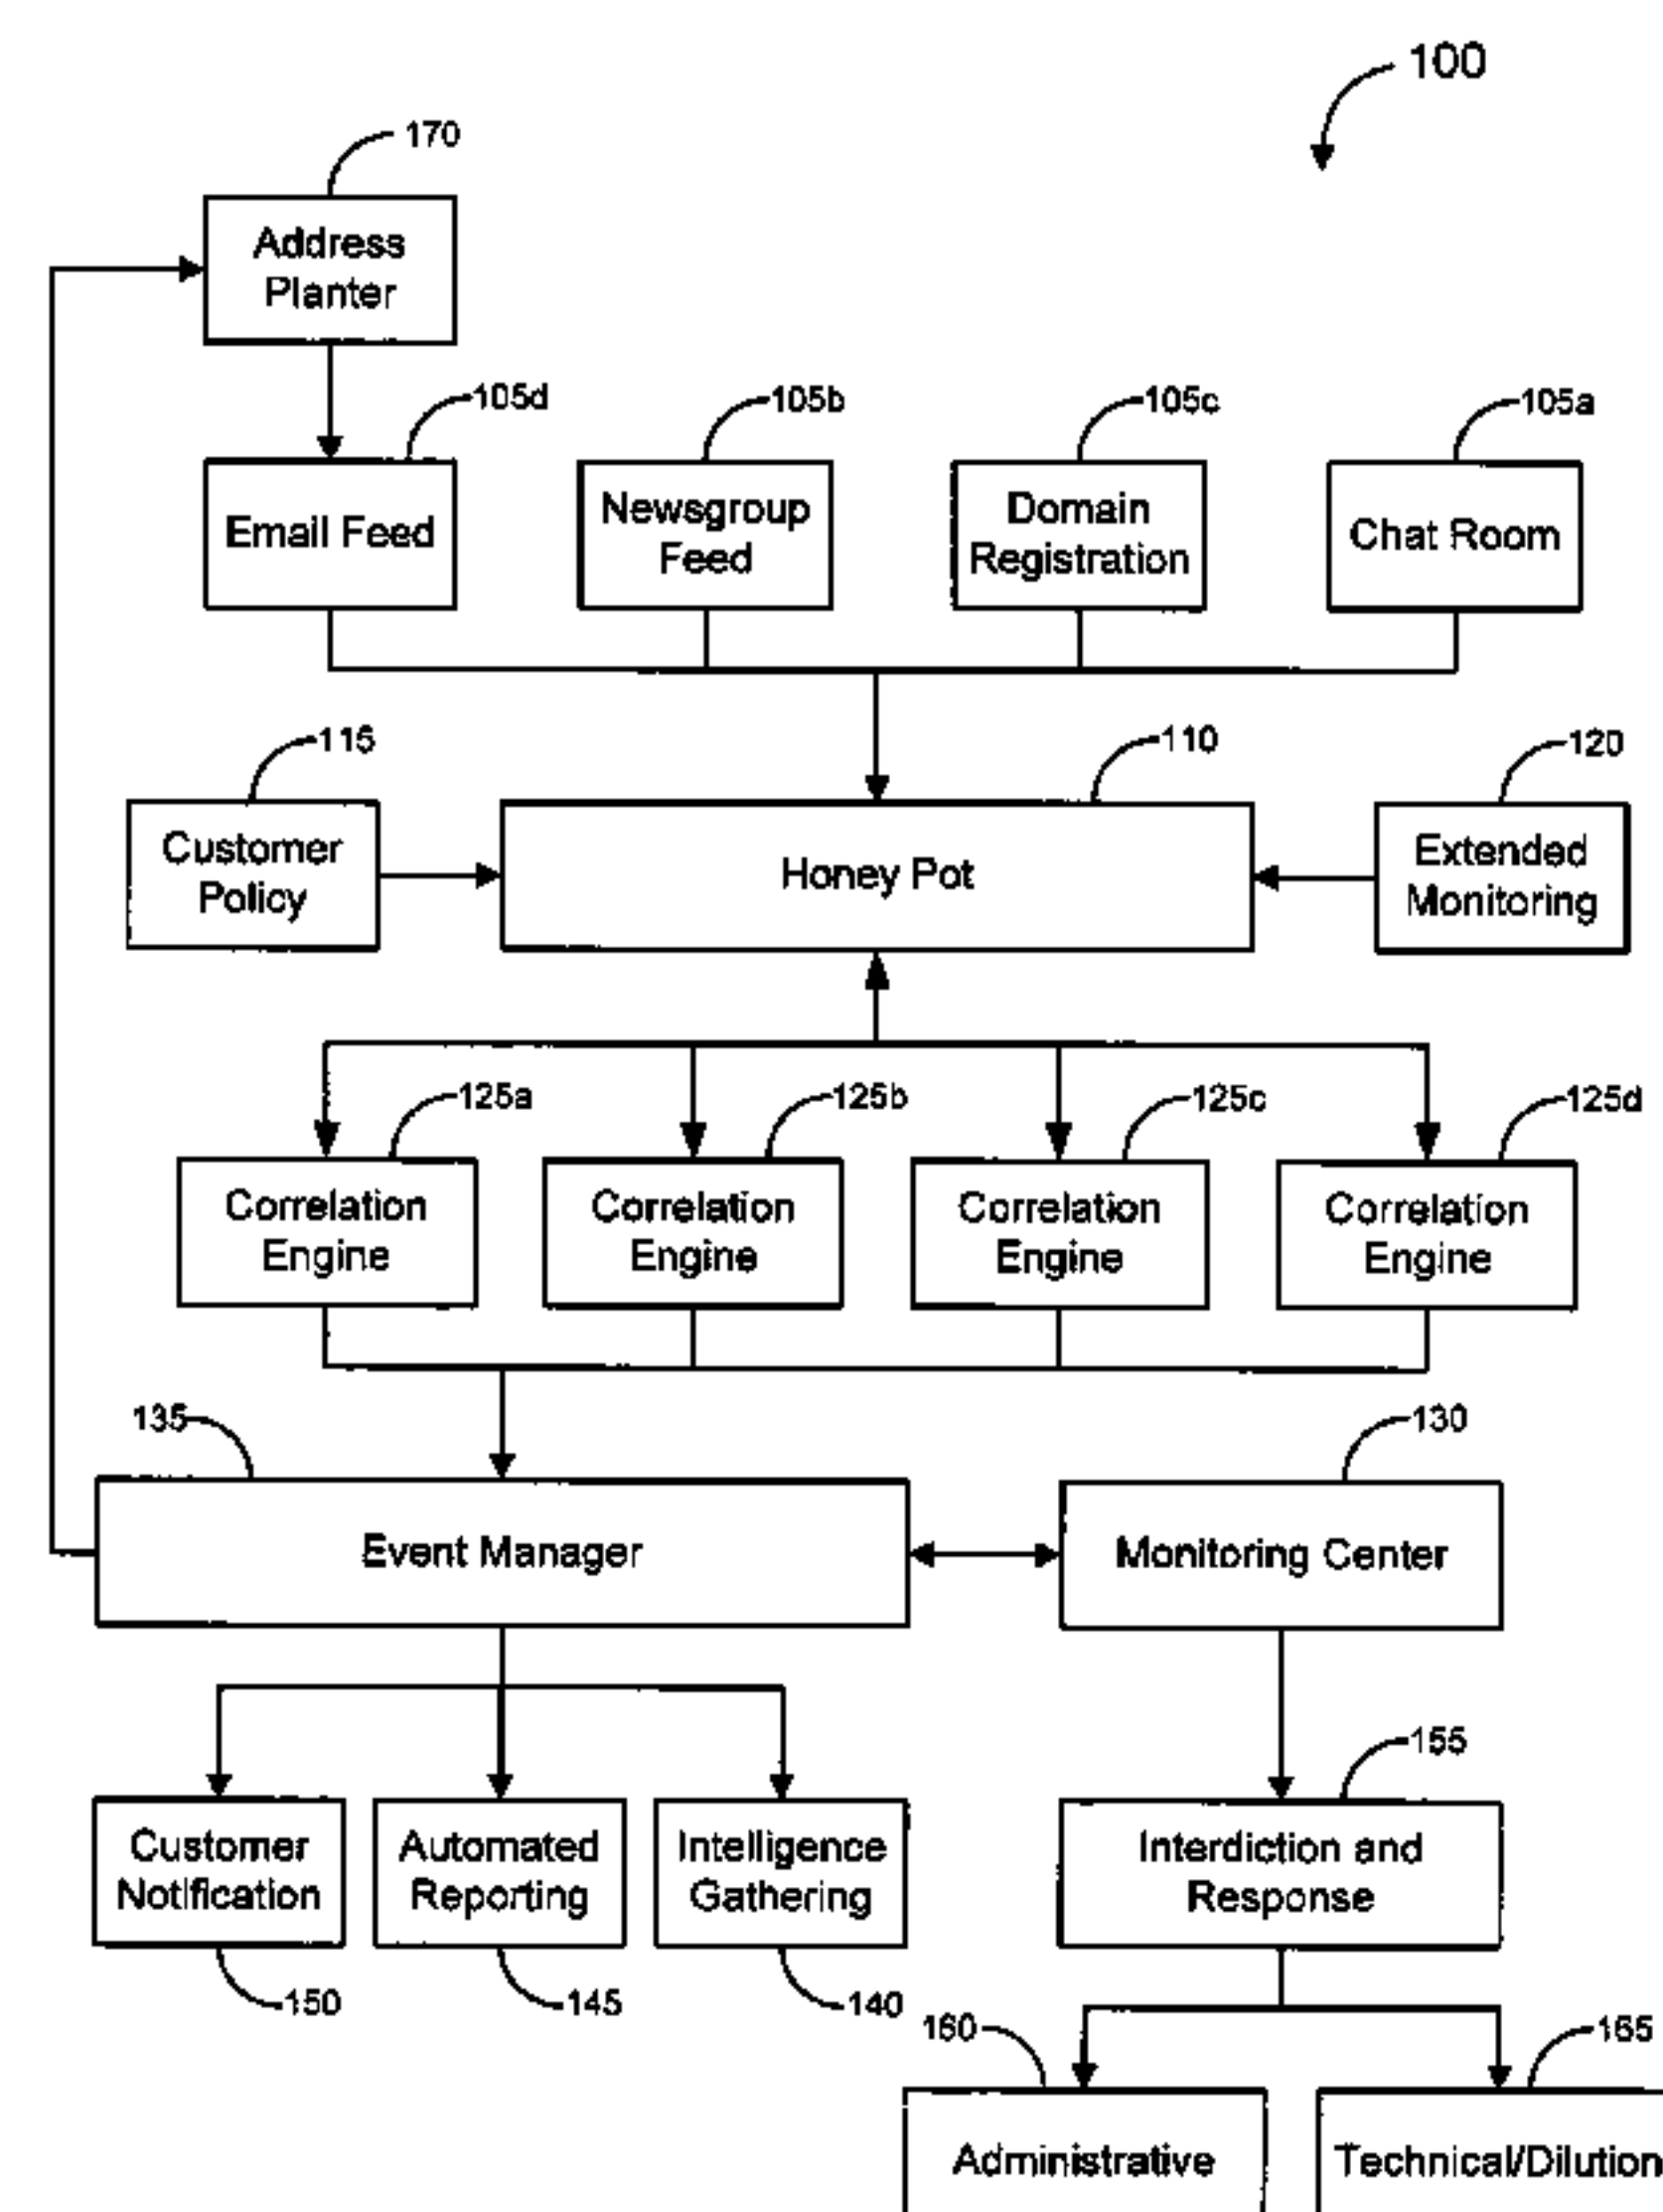 100
170
Address
Planter
105d
105b
105c
105a
Email Feed
Newsgroup
Feed
Domain
Registration
Chat Room
115
110
120
Customer
Policy
Honey Pot
Extended
Monitoring
125a
125b
125c
125d
Correlation
Engine
Correlation
Engine
Correlation
Engine
Correlation
Engine
135
130
Event Manager
Monitoring Center
155
Customer
Notification
Automated
Reporting
Intelligence
Gathering
Interdiction and
Response
150
145
140
160
165
Administrative
Technical/Dilution